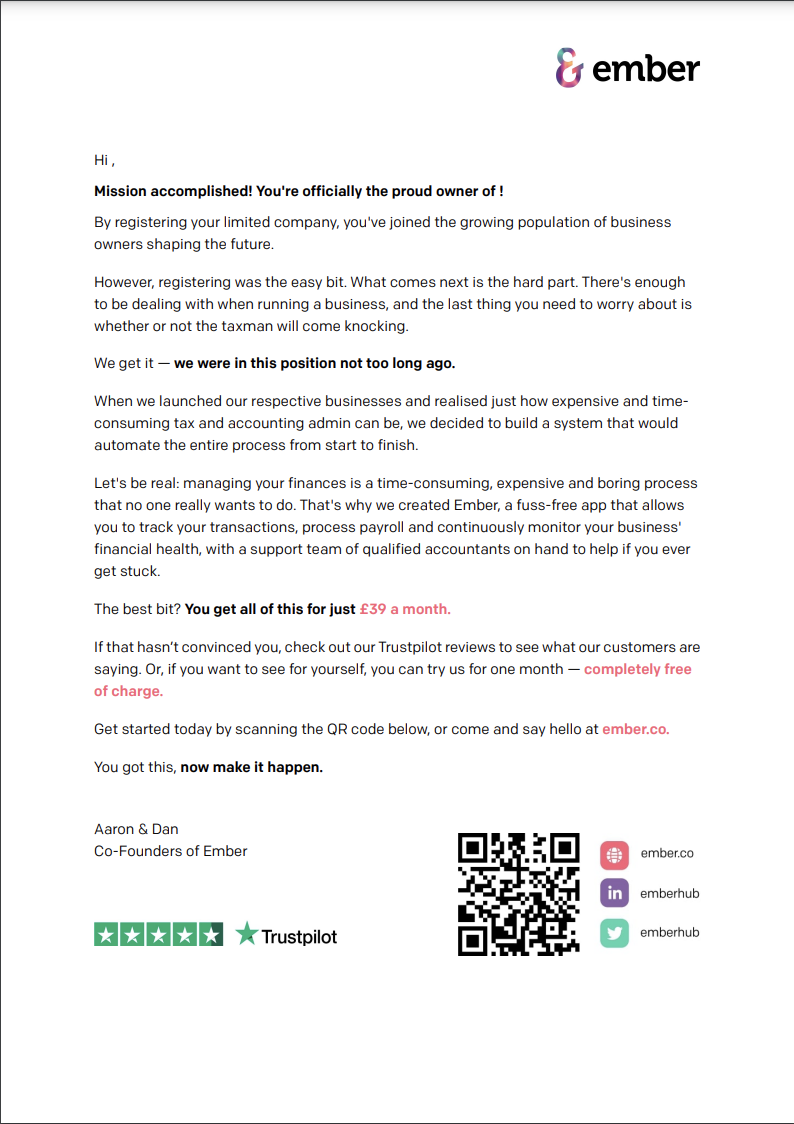 & ember
Hi ,
Mission accomplished! You're officially the proud owner of !
By registering your limited company, you've joined the growing population of business
owners shaping the future.
However, registering was the easy bit. What comes next is the hard part. There's enough
to be dealing with when running a business, and the last thing you need to worry about is
whether or not the taxman will come knocking.
We get it — we were in this position not too long ago.
When we launched our respective businesses and realised just how expensive and time-
consuming tax and accounting admin can be, we decided to build a system that would
automate the entire process from start to finish.
Let's be real: managing your finances is a time-consuming, expensive and boring process
that no one really wants to do. That's why we created Ember, a fuss-free app that allows
you to track your transactions, process payroll and continuously monitor your business'
financial health, with a support team of qualified accountants on hand to help if you ever
get stuck.
The best bit? You get all of this for just £39 a month.
If that hasn’t convinced you, check out our Trustpilot reviews to see what our customers are
saying. Or, if you want to see for yourself, you can try us for one month — completely free
of charge.
Get started today by scanning the QR code below, or come and say hello at ember.co.
You got this, now make it happen.
Aaron & Dan
Co-Founders of Ember
Trustpilot
ember.co
in emberhub
emberhub